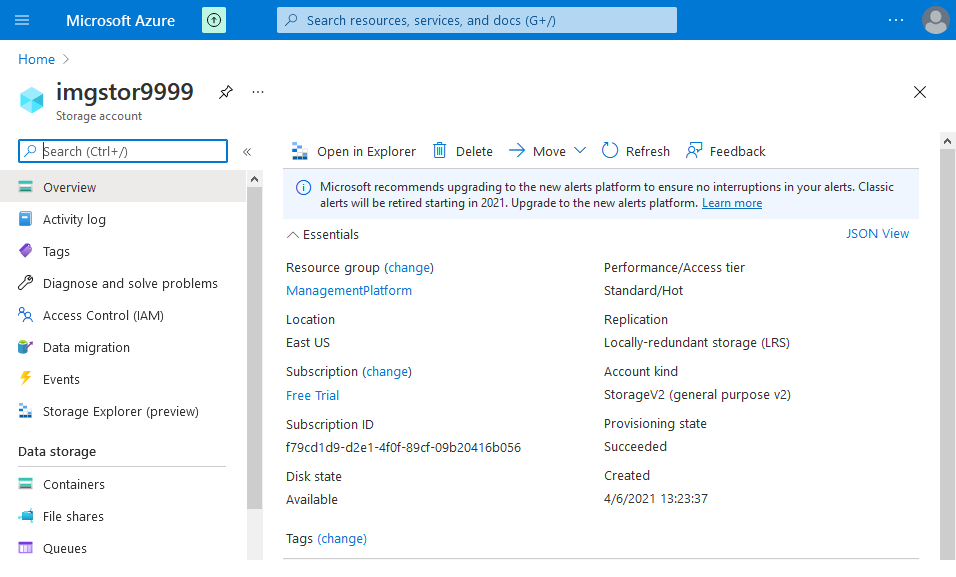 Microsoft Azure
Search resources, services, and docs (G+/)
Home
imgstor9999
Storage account
Search (Ctrl+/)
Overview
Activity log
Tags
Diagnose and solve problems
Access Control (IAM)
Data migration
Events
Storage Explorer (preview)
Data storage
Containers
File shares
Queues
Open in Explorer
Delete
Move
Refresh
Feedback
Microsoft recommends upgrading to the new alerts platform to ensure no interruptions in your alerts. Classic
alerts will be retired starting in 2021. Upgrade to the new alerts platform. Learn more
Essentials
JSON View
Resource group (change)
ManagementPlatform
Location
East US
Subscription (change)
Free Trial
Subscription ID
f79cd1d9-d2e1-4f0f-89cf-09b20416b056
Disk state
Available
Performance/Access tier
Standard/Hot
Replication
Locally-redundant storage (LRS)
Account kind
StorageV2 (general purpose v2)
Provisioning state
Succeeded
Created
4/6/2021 13:23:37
Tags (change)